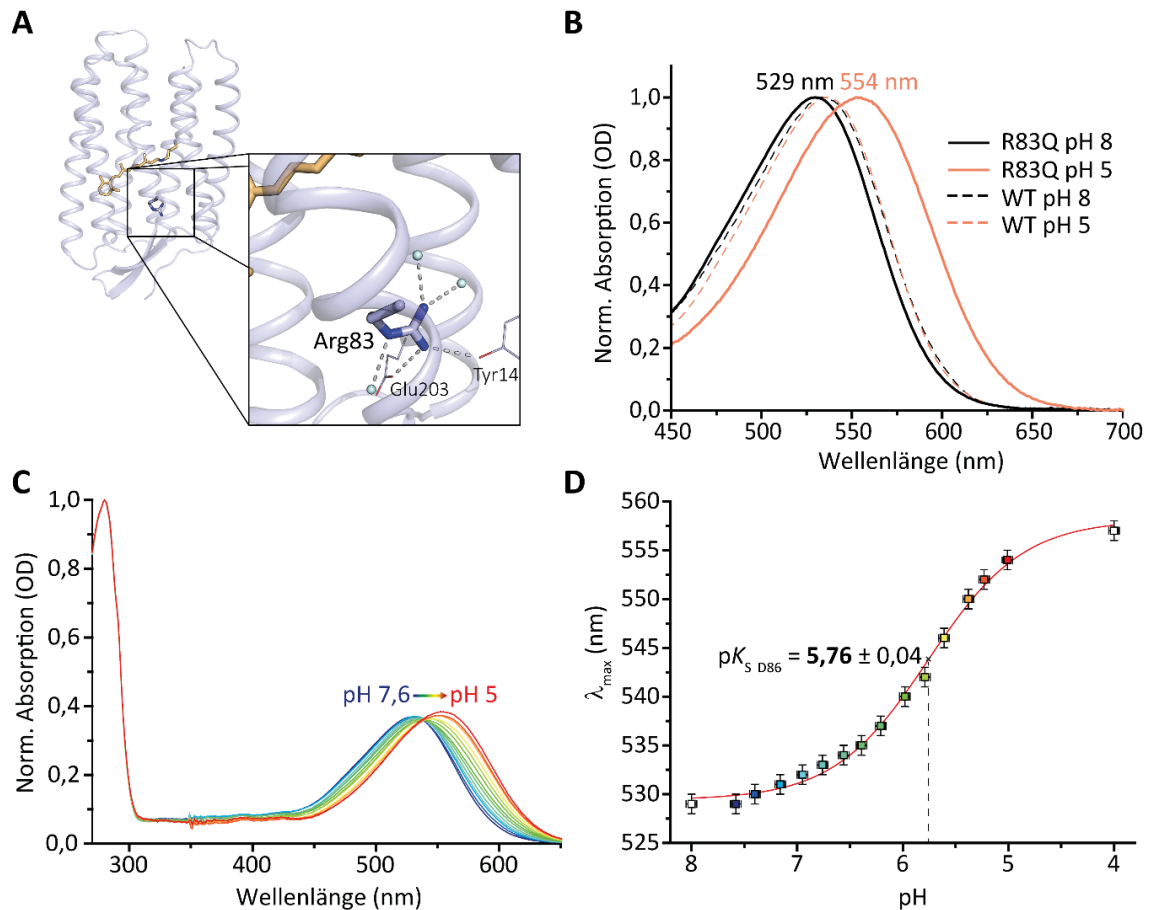 A
Arg83
Glu203
Tyr14
B
529 nm 554 nm
R83Q pH 8
R83Q pH 5
WT pH 8
WT pH 5
Norm. Absorption (OD)
1,0
0,8
0,6
0,4
0,2
0,0
450 500 550 600 650 700
Wellenlänge (nm)
C
Norm. Absorption (OD)
1,0
0,8
0,6
0,4
0,2
0,0
pH 7,6 pH 5
300 400 500 600
Wellenlänge (nm)
D
λmax (nm)
560
555
550
545
540
535
530
525
pKS D86 = 5,76 ± 0,04
8 7 6 5 4
pH